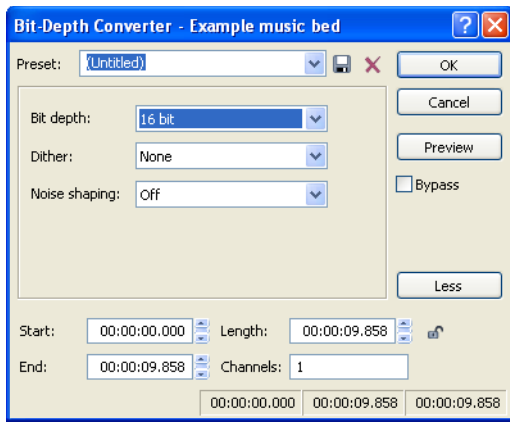 Bit-Depth Converter - Example music bed
Preset: (Untitled) OK
Cancel
Bit depth: 16 bit
Preview
Dither: None
Bypass
Noise shaping: Off
Less
Start: 00:00:00.000 Length: 00:00:09.858
End: 00:00:09.858 Channels: 1
00:00:00.000 00:00:09.858 00:00:09.858